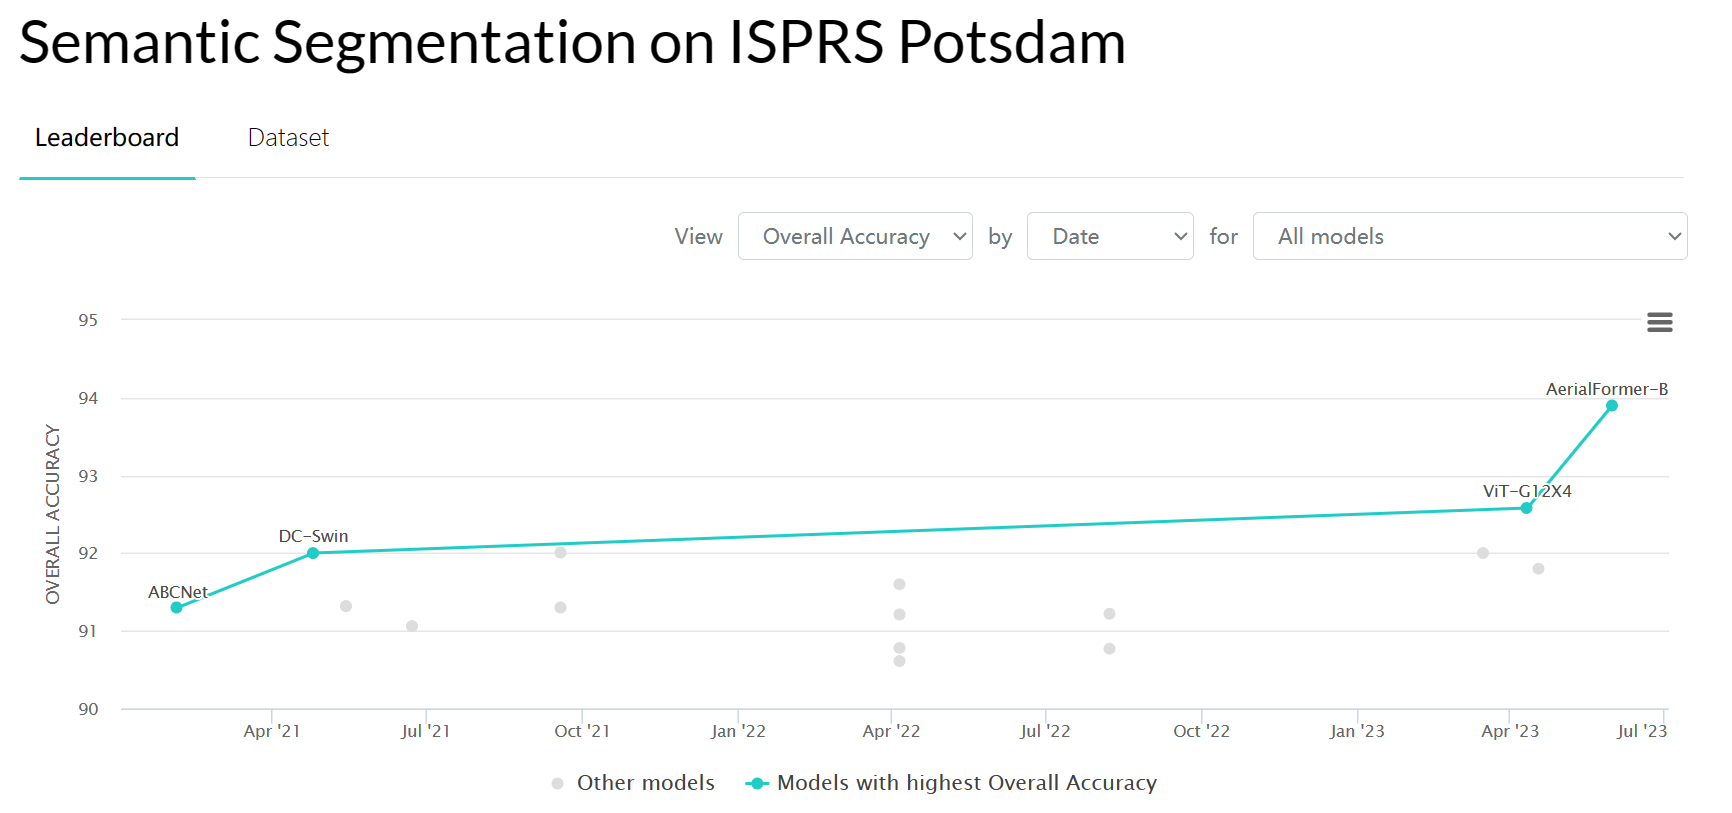 Semantic Segmentation on ISPRS Potsdam
Leaderboard Dataset
View Overall Accuracy by Date for All models
95
94
93
92
91
90
OVERALL ACCURACY
AerialFormer-B
ViT-G12X4
DC-Swin
ABCNet
Apr '21 Jul '21 Oct '21 Jan '22 Apr '22 Jul '22 Oct '22 Jan '23 Apr '23 Jul '23
Other models Models with highest Overall Accuracy